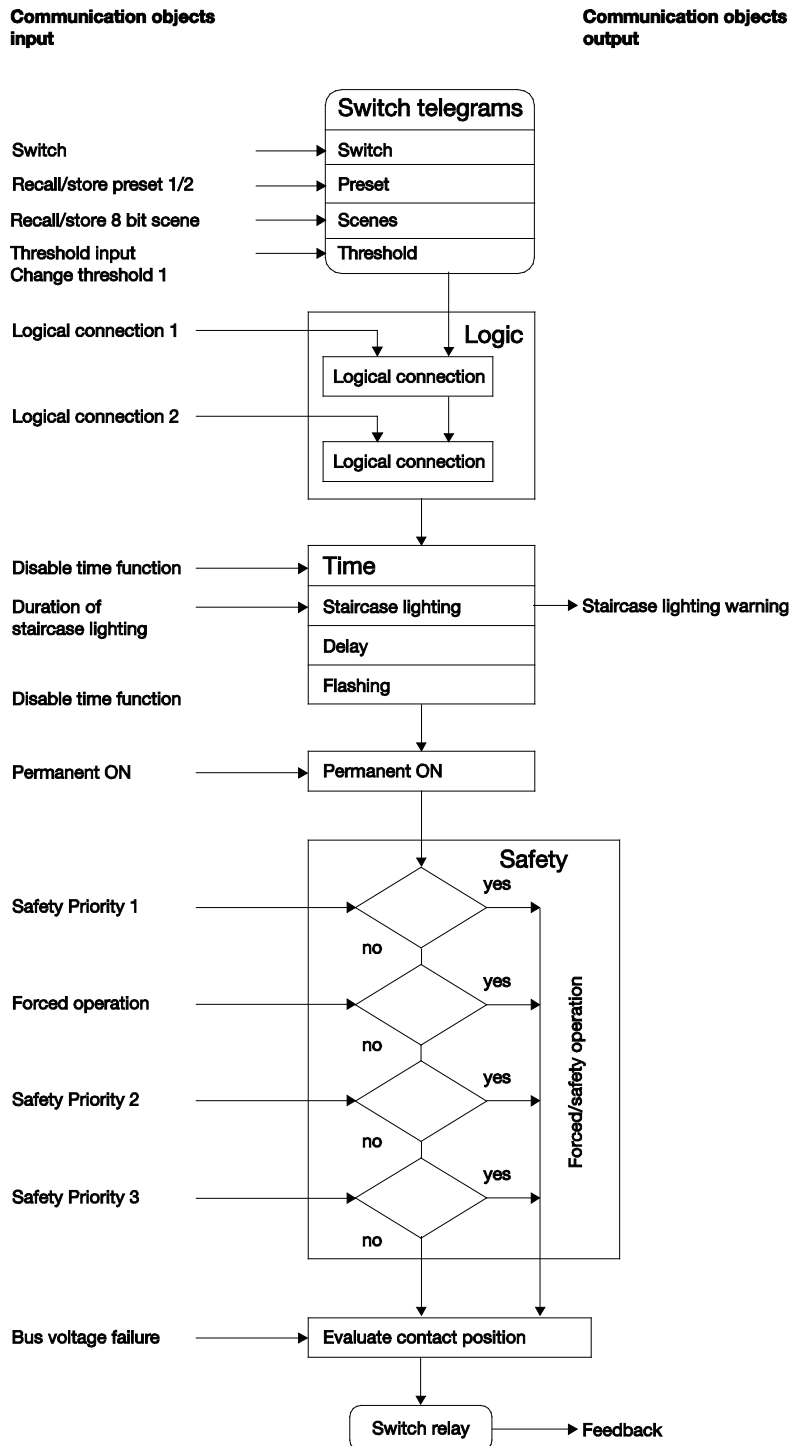 Communication objects
input
Communication objects
output
Switch telegrams
Switch
Switch
Recall/store preset 1/2
Preset
Recall/store 8 bit scene
Scenes
Threshold input
Change threshold 1
Threshold
Logical connection 1
Logic
Logical connection
Logical connection 2
Logical connection
Disable time function
Time
Duration of
staircase lighting
Staircase lighting
Staircase lighting warning
Delay
Flashing
Disable time function
Permanent ON
Permanent ON
Safety
yes
Safety Priority 1
no
yes
Forced operation
no
yes
Safety Priority 2
no
yes
Safety Priority 3
no
Forced/safety operation
Bus voltage failure
Evaluate contact position
Switch relay
Feedback